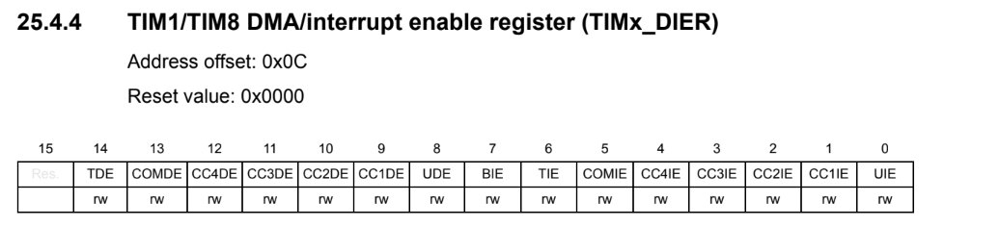 25.4.4 TIM1/TIM8 DMA/interrupt enable register (TIMx_DIER)
Address offset: 0x0C
Reset value: 0x0000
15 14 13 12 11 10 9 8 7 6 5 4 3 2 1 0
Res. TDE COMDE CC4DE CC3DE CC2DE CC1DE UDE BIE TIE COMIE CC4IE CC3IE CC2IE CC1IE UIE
rw rw rw rw rw rw rw rw rw rw rw rw rw rw rw